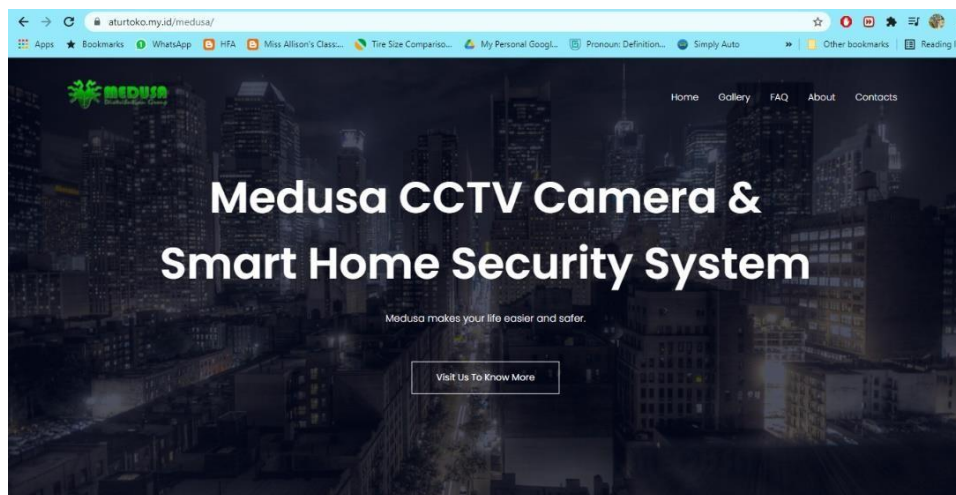 aturtoko.my.id/medusa/
Apps Bookmarks WhatsApp HFA Miss Allison's Class:... Tire Size Compariso... My Personal Googl... Pronoun: Definition... Simply Auto » Other bookmarks Reading l
MEDUSA
Home Gallery FAQ About Contacts
Medusa CCTV Camera &
Smart Home Security System
Medusa makes your life easier and safer.
Visit Us To Know More